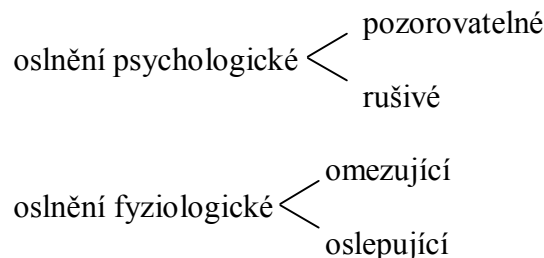 pozorovatelné
oslnění psychologické
rušivé
omezující
oslnění fyziologické
oslepující